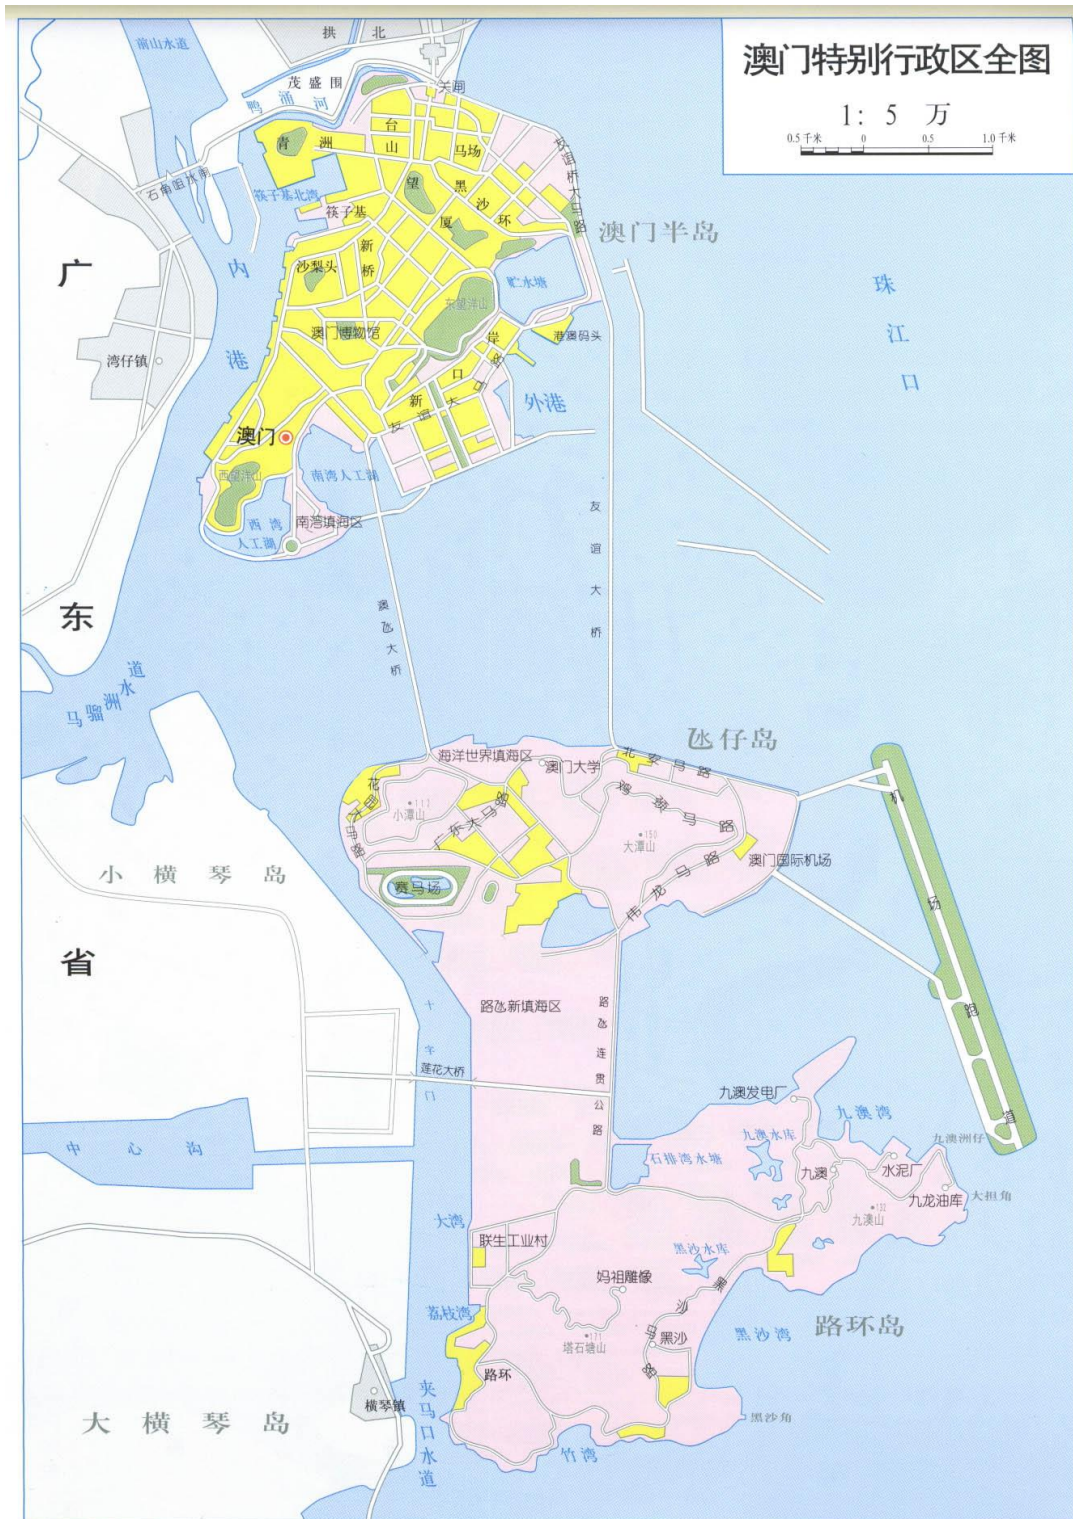 澳门特别行政区全图
1: 5 万
0.5 千米 0 0.5 1.0 千米
前山水道
拱北
茂盛围
关闸
鸭涌河
青洲
台山
马场
友谊桥大马路
石角咀水闸
筷子基北湾
筷子基
望厦
黑沙环
澳门半岛
广东省
内港
新桥
沙梨头
东望洋山
贮水塘
珠江口
湾仔镇
澳门博物馆
港澳码头
新口岸
友谊大马路
外港
澳门
西望洋山
南湾人工湖
西湾人工湖
南湾填海区
友谊大桥
澳氹大桥
马骝洲水道
氹仔岛
海洋世界填海区
澳门大学
北安马路
花园大马路
·112
小潭山
广东大马路
鸡颈马路
·150
大潭山
澳门国际机场
机场跑道
小横琴岛
赛马场
伟龙马路
路氹新填海区
路氹连贯公路
十字门
莲花大桥
九澳发电厂
九澳湾
中心沟
九澳水库
石排湾水塘
九澳
水泥厂
九澳洲仔
九龙油库
大担角
·132
九澳山
大湾
联生工业村
黑沙水库
妈祖雕像
黑沙马路
荔枝湾
·171
塔石塘山
黑沙
黑沙湾
路环岛
路环
横琴镇
大横琴岛
夹马口水道
黑沙角
竹湾